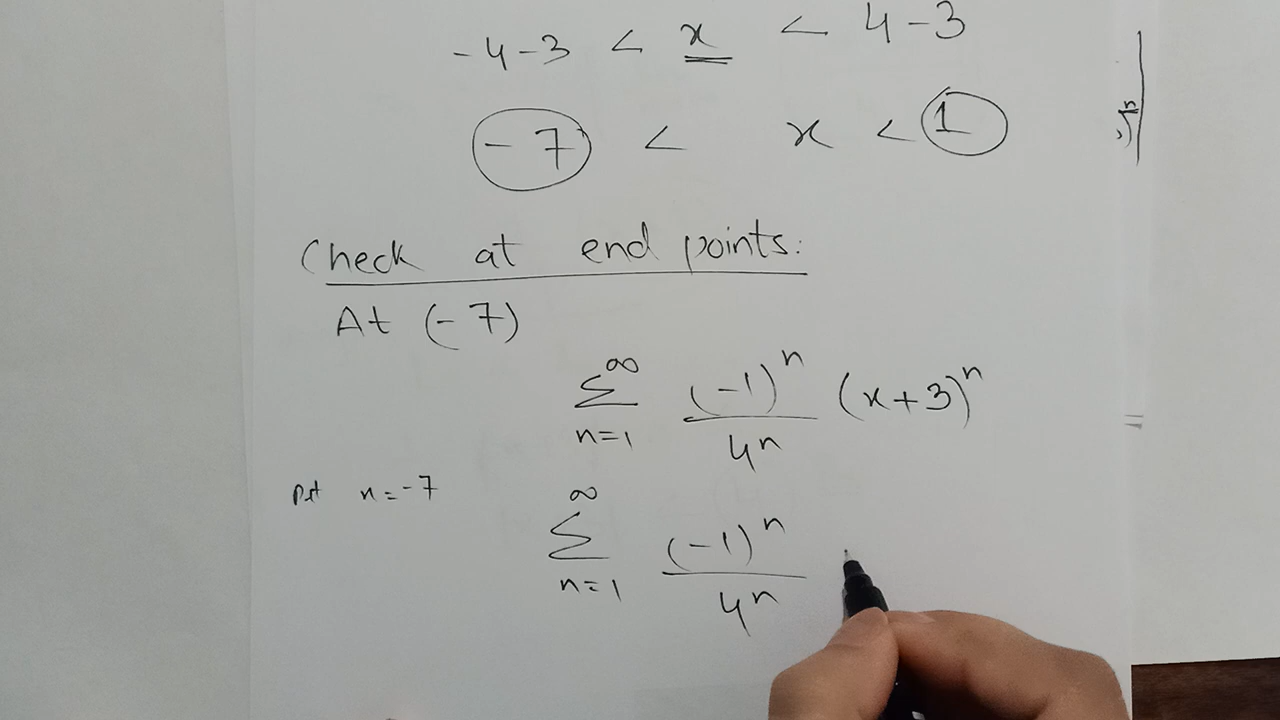 -4-3 < x < 4-3
-7 < x < 1
Check at end points:
At (-7)
∞ Σ n=1 (-1)^n / 4^n (x+3)^n
Put x=-7
∞ Σ n=1 (-1)^n / 4^n